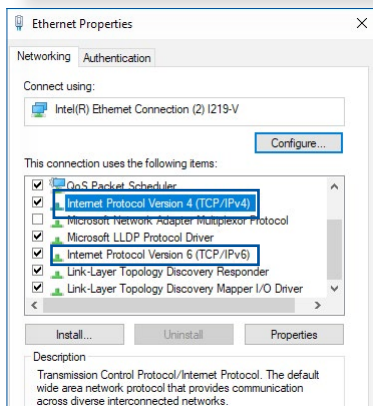 Ethernet Properties
Networking Authentication
Connect using:
Intel(R) Ethernet Connection (2) I219-V
Configure...
This connection uses the following items:
QoS Packet Scheduler
Internet Protocol Version 4 (TCP/IPv4)
Microsoft Network Adapter Multiplexor Protocol
Microsoft LLDP Protocol Driver
Internet Protocol Version 6 (TCP/IPv6)
Link-Layer Topology Discovery Responder
Link-Layer Topology Discovery Mapper I/O Driver
Install... Uninstall Properties
Description
Transmission Control Protocol/Internet Protocol. The default
wide area network protocol that provides communication
across diverse interconnected networks.